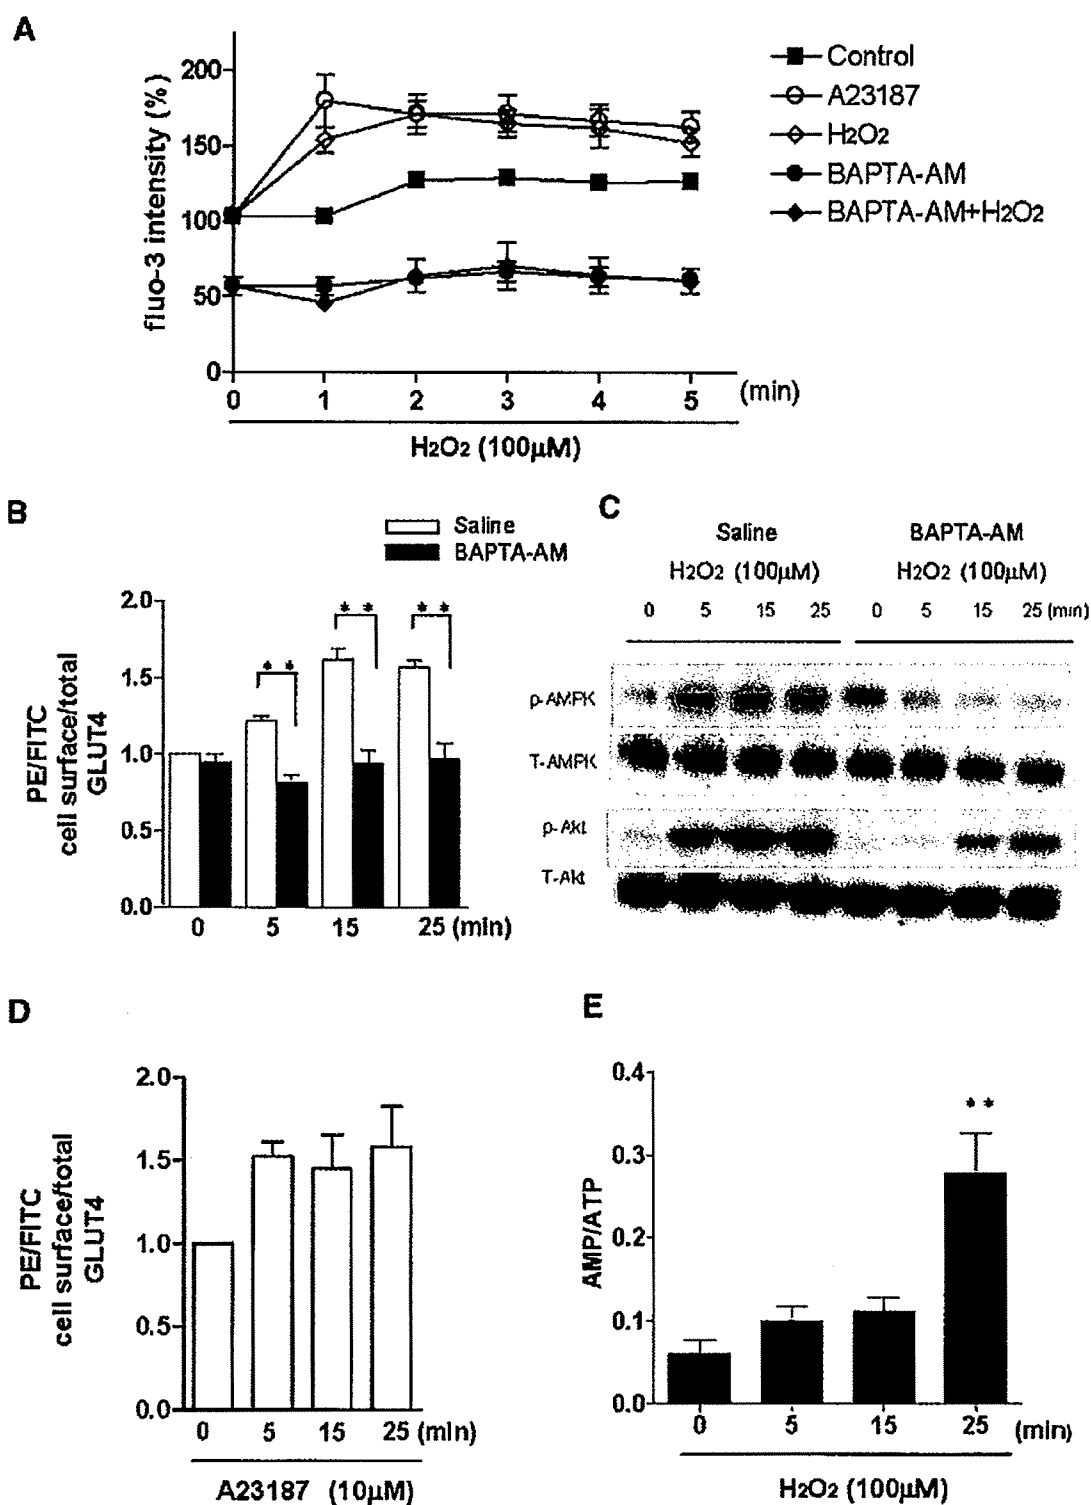 A
fluo-3 intensity (%)
200
150
100
50
0
0 1 2 3 4 5 (min)
H2O2 (100μM)
Control
A23187
H2O2
BAPTA-AM
BAPTA-AM+H2O2
B
Saline
BAPTA-AM
PE/FITC
cell surface/total
GLUT4
2.0
1.5
1.0
0.5
0.0
** ** **
0 5 15 25 (min)
C
Saline BAPTA-AM
H2O2 (100μM) H2O2 (100μM)
0 5 15 25 0 5 15 25 (min)
p-AMPK
T-AMPK
p-Akt
T-Akt
D
PE/FITC
cell surface/total
GLUT4
2.0
1.5
1.0
0.5
0.0
0 5 15 25 (min)
A23187 (10μM)
E
AMP/ATP
0.4
0.3
0.2
0.1
0.0
**
0 5 15 25 (min)
H2O2 (100μM)